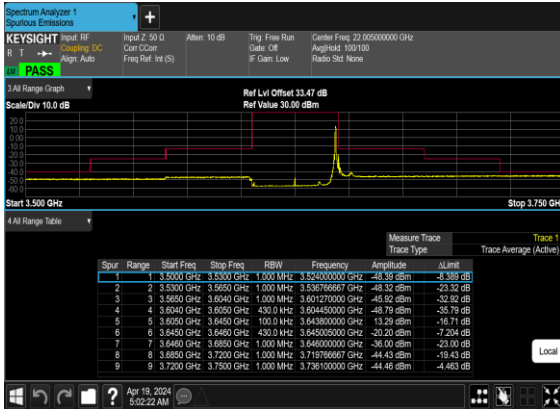 Spectrum Analyzer 1
Spurious Emissions
KEYSIGHT Input: RF Input Z: 50 Ω Atten: 10 dB Trig: Free Run Center Freq: 22.005000000 GHz
R T Coupling: DC Corr CCorr Gate: Off Avg|Hold: 100/100
Align: Auto Freq Ref: Int (S) IF Gain: Low Radio Std: None
PASS
3 All Range Graph Ref Lvl Offset 33.47 dB
Scale/Div 10.0 dB Ref Value 30.00 dBm
20.0
10.0
0.00
-10.0
-20.0
-30.0
-40.0
-50.0
-60.0
Start 3.500 GHz Stop 3.750 GH
4 All Range Table
Measure Trace Trace 1
Trace Type Trace Average (Active)
Spur Range Start Freq Stop Freq RBW Frequency Amplitude ΔLimit
1 1 3.5000 GHz 3.5300 GHz 1.000 MHz 3.524000000 GHz -48.39 dBm -8.389 dB
2 2 3.5300 GHz 3.5650 GHz 1.000 MHz 3.536766667 GHz -48.32 dBm -23.32 dB
3 3 3.5650 GHz 3.6040 GHz 1.000 MHz 3.601270000 GHz -45.92 dBm -32.92 dB
4 4 3.6040 GHz 3.6050 GHz 430.0 kHz 3.604450000 GHz -48.79 dBm -35.79 dB
5 5 3.6050 GHz 3.6450 GHz 100.0 kHz 3.643800000 GHz 13.29 dBm -16.71 dB
6 6 3.6450 GHz 3.6460 GHz 430.0 kHz 3.645005000 GHz -20.20 dBm -7.204 dB
7 7 3.6460 GHz 3.6850 GHz 1.000 MHz 3.646000000 GHz -36.00 dBm -23.00 dB
8 8 3.6850 GHz 3.7200 GHz 1.000 MHz 3.719766667 GHz -44.43 dBm -19.43 dB
9 9 3.7200 GHz 3.7500 GHz 1.000 MHz 3.736100000 GHz -44.46 dBm -4.463 dB
Local
Apr 19, 2024
5:02:22 AM